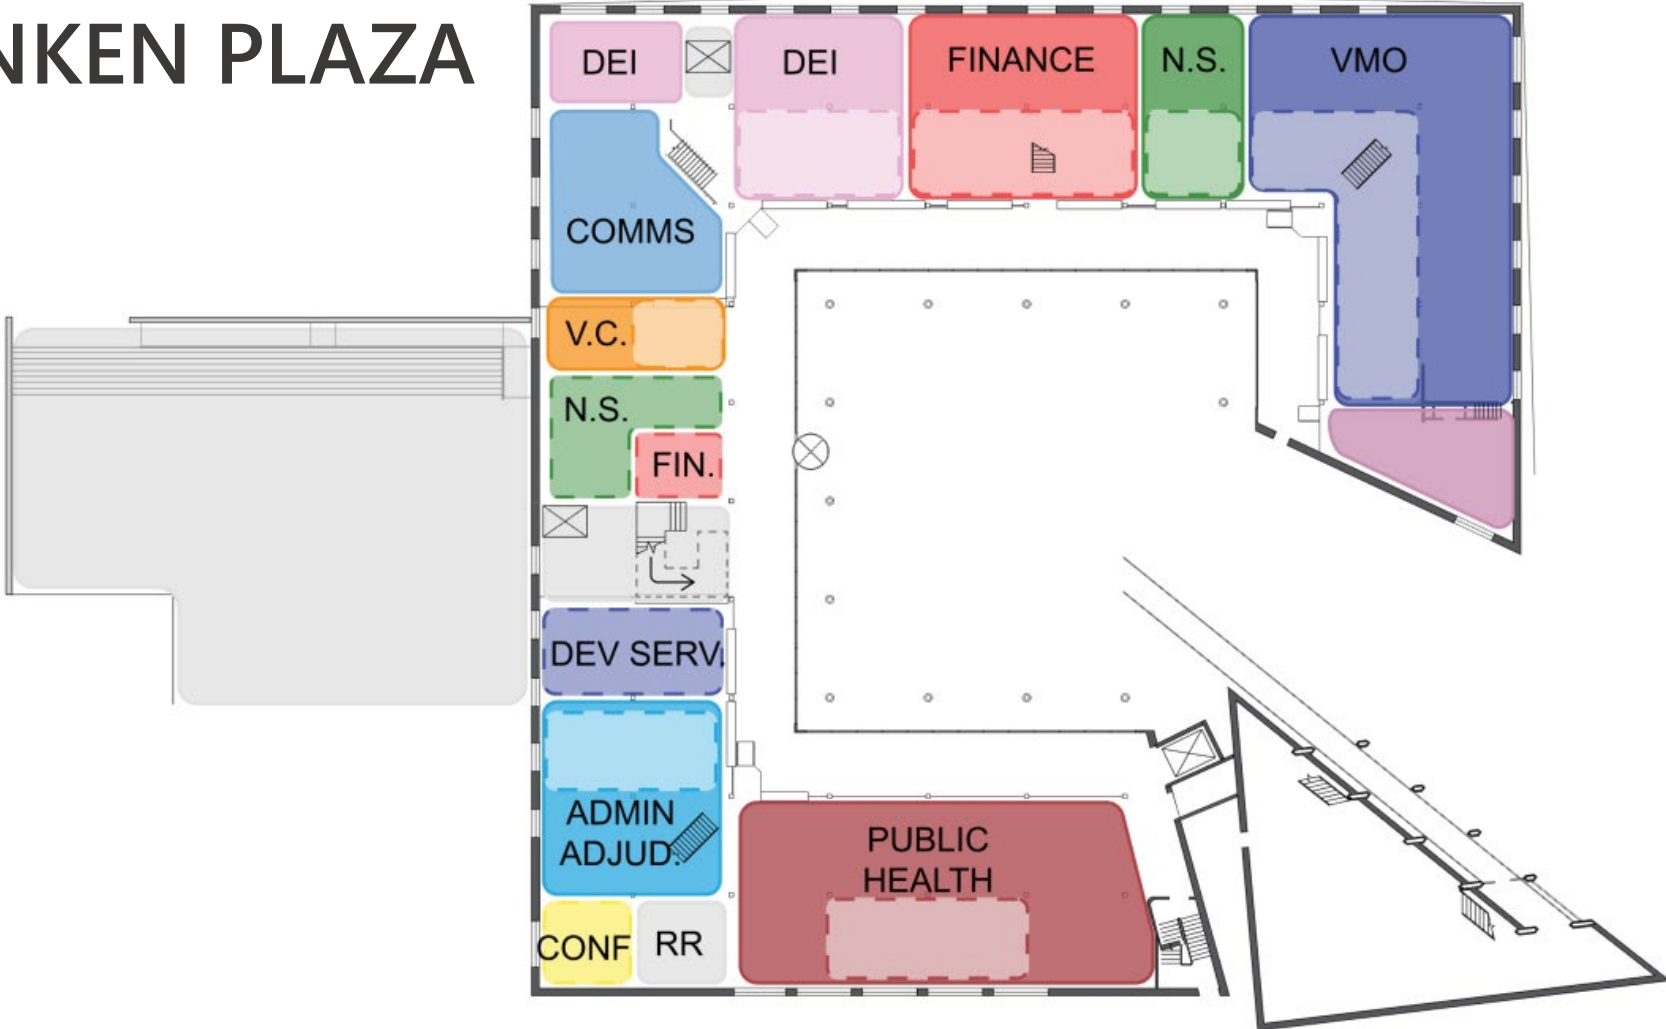 NKEN PLAZA
DEI
DEI
FINANCE
N.S.
VMO
COMMS
V.C.
N.S.
FIN.
DEV SERV.
ADMIN
ADJUD.
PUBLIC
HEALTH
CONF
RR